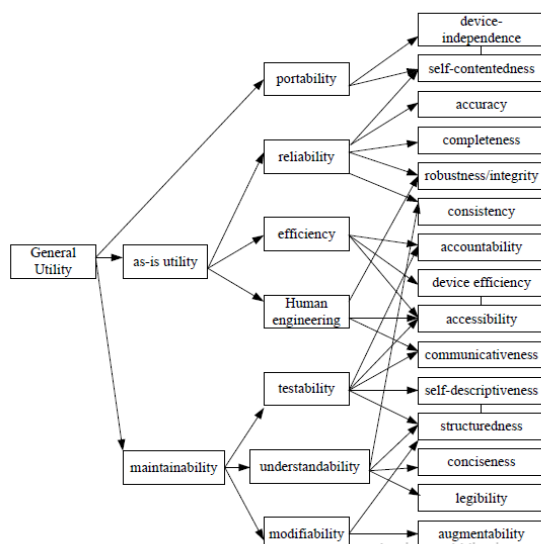 device-
independence
self-contentedness
portability
accuracy
completeness
reliability
robustness/integrity
consistency
efficiency
accountability
General
Utility
as-is utility
device efficiency
Human
engineering
accessibility
communicativeness
testability
self-descriptiveness
structuredness
maintainability
understandability
conciseness
legibility
modifiability
augmentability